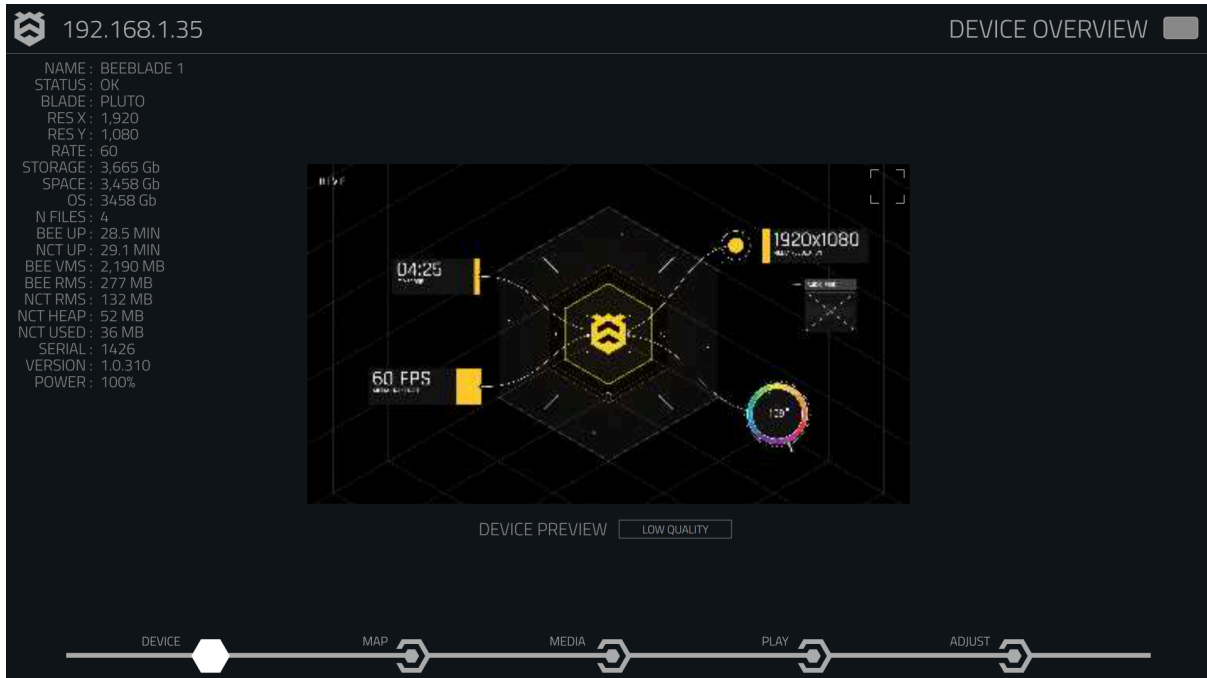 192.168.1.35
DEVICE OVERVIEW
NAME : BEEBLADE 1
STATUS : OK
BLADE : PLUTO
RES X : 1,920
RES Y : 1,080
RATE : 60
STORAGE : 3,665 Gb
SPACE : 3,458 Gb
OS : 3458 Gb
N FILES : 4
BEE UP : 28.5 MIN
NCT UP : 29.1 MIN
BEE VMS : 2,190 MB
BEE RMS : 277 MB
NCT RMS : 132 MB
NCT HEAP : 52 MB
NCT USED : 36 MB
SERIAL : 1426
VERSION : 1.0.310
POWER : 100%
HIVE
1920x1080
04:25
60 FPS
DEVICE PREVIEW
LOW QUALITY
DEVICE
MAP
MEDIA
PLAY
ADJUST